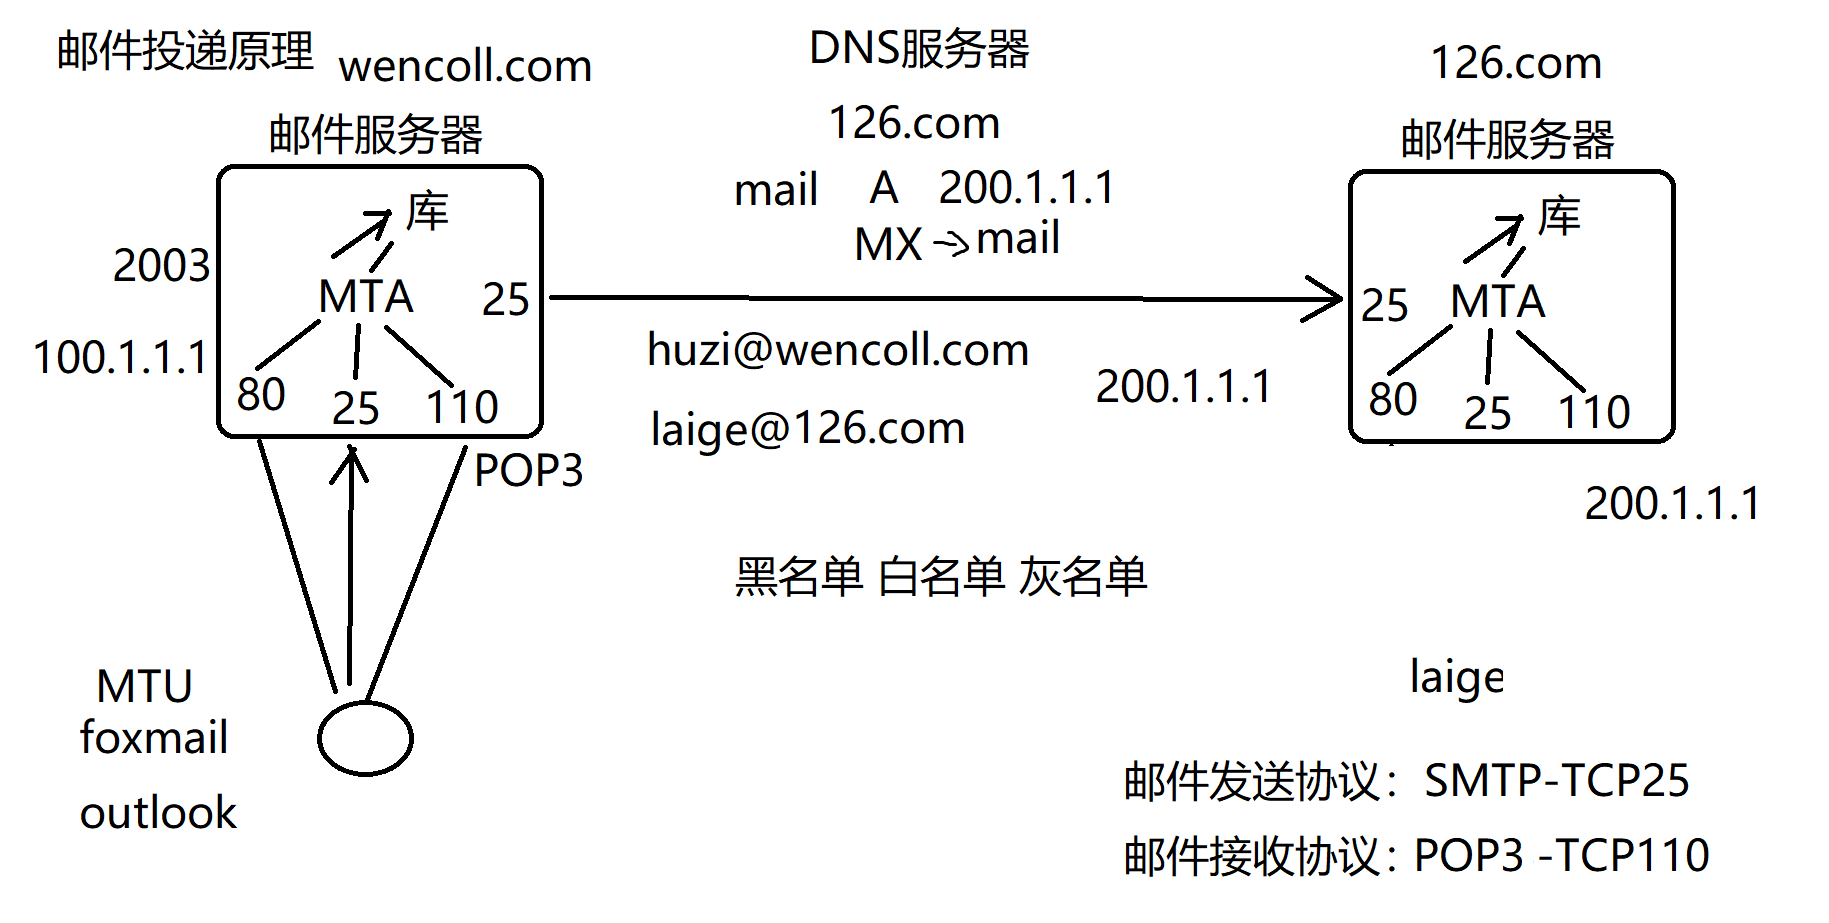 邮件投递原理
wencoll.com
邮件服务器
库
2003
MTA
25
100.1.1.1
80
25
110
POP3
MTU
foxmail
outlook
DNS服务器
126.com
mail A 200.1.1.1
MX mail
huzi@wencoll.com
200.1.1.1
laige@126.com
黑名单 白名单 灰名单
126.com
邮件服务器
库
25
MTA
80
25
110
200.1.1.1
laige
邮件发送协议：SMTP-TCP25
邮件接收协议：POP3 -TCP110